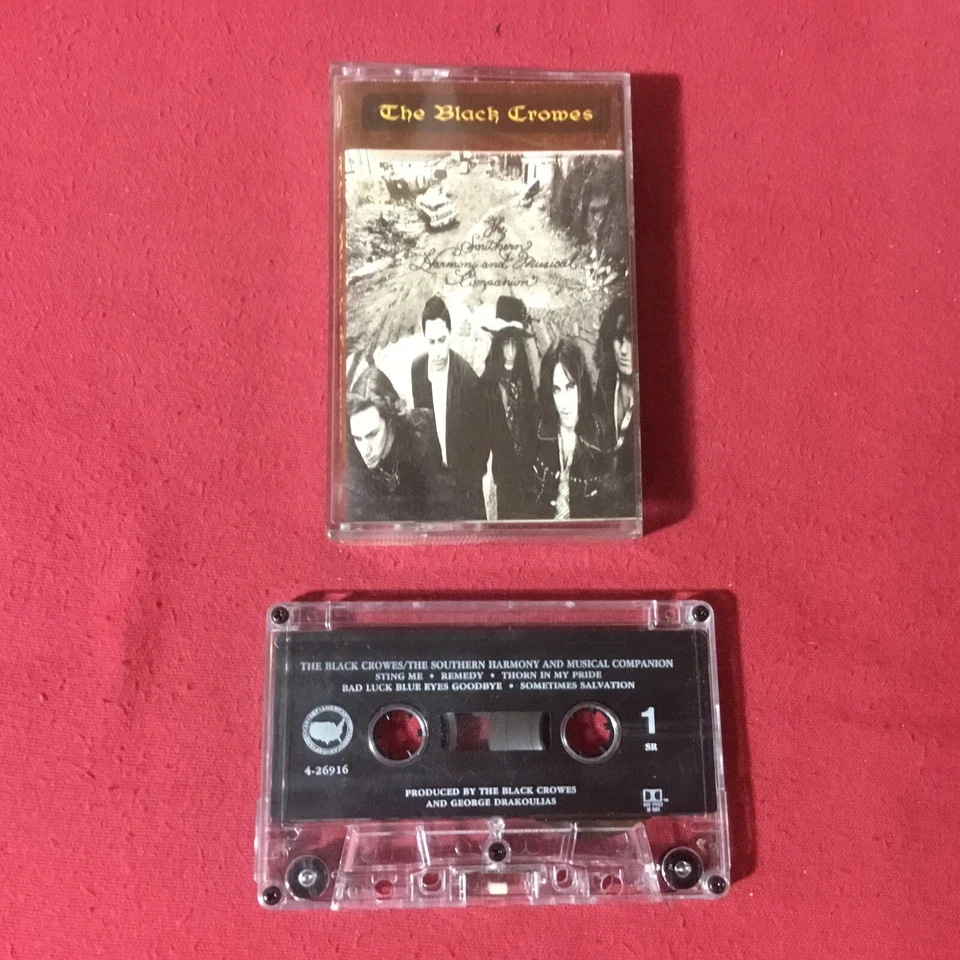 The Black Crowes
The
Southern
Harmony and Musical
Companion
THE BLACK CROWES/THE SOUTHERN HARMONY AND MUSICAL COMPANION
STING ME • REMEDY • THORN IN MY PRIDE
BAD LUCK BLUE EYES GOODBYE • SOMETIMES SALVATION
1
SR
4-26916
PRODUCED BY THE BLACK CROWES
AND GEORGE DRAKOULIAS